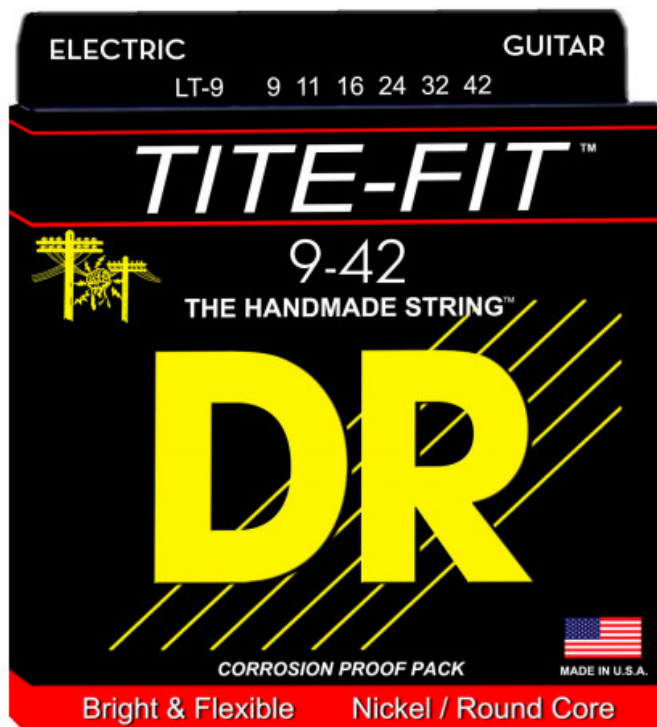 ELECTRIC GUITAR
LT-9 9 11 16 24 32 42
TITE-FIT™
9-42
THE HANDMADE STRING™
DR
CORROSION PROOF PACK
MADE IN U.S.A.
Bright & Flexible Nickel / Round Core